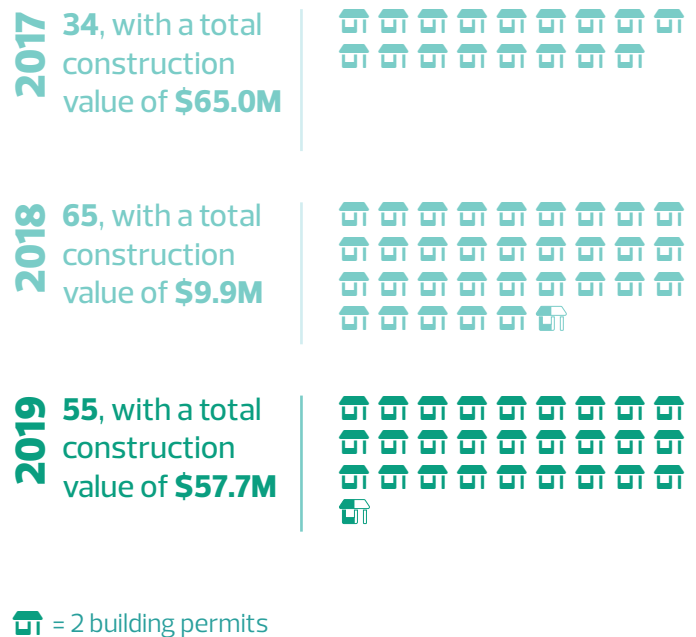 2017
34, with a total
construction
value of $65.0M
2018
65, with a total
construction
value of $9.9M
2019
55, with a total
construction
value of $57.7M
= 2 building permits